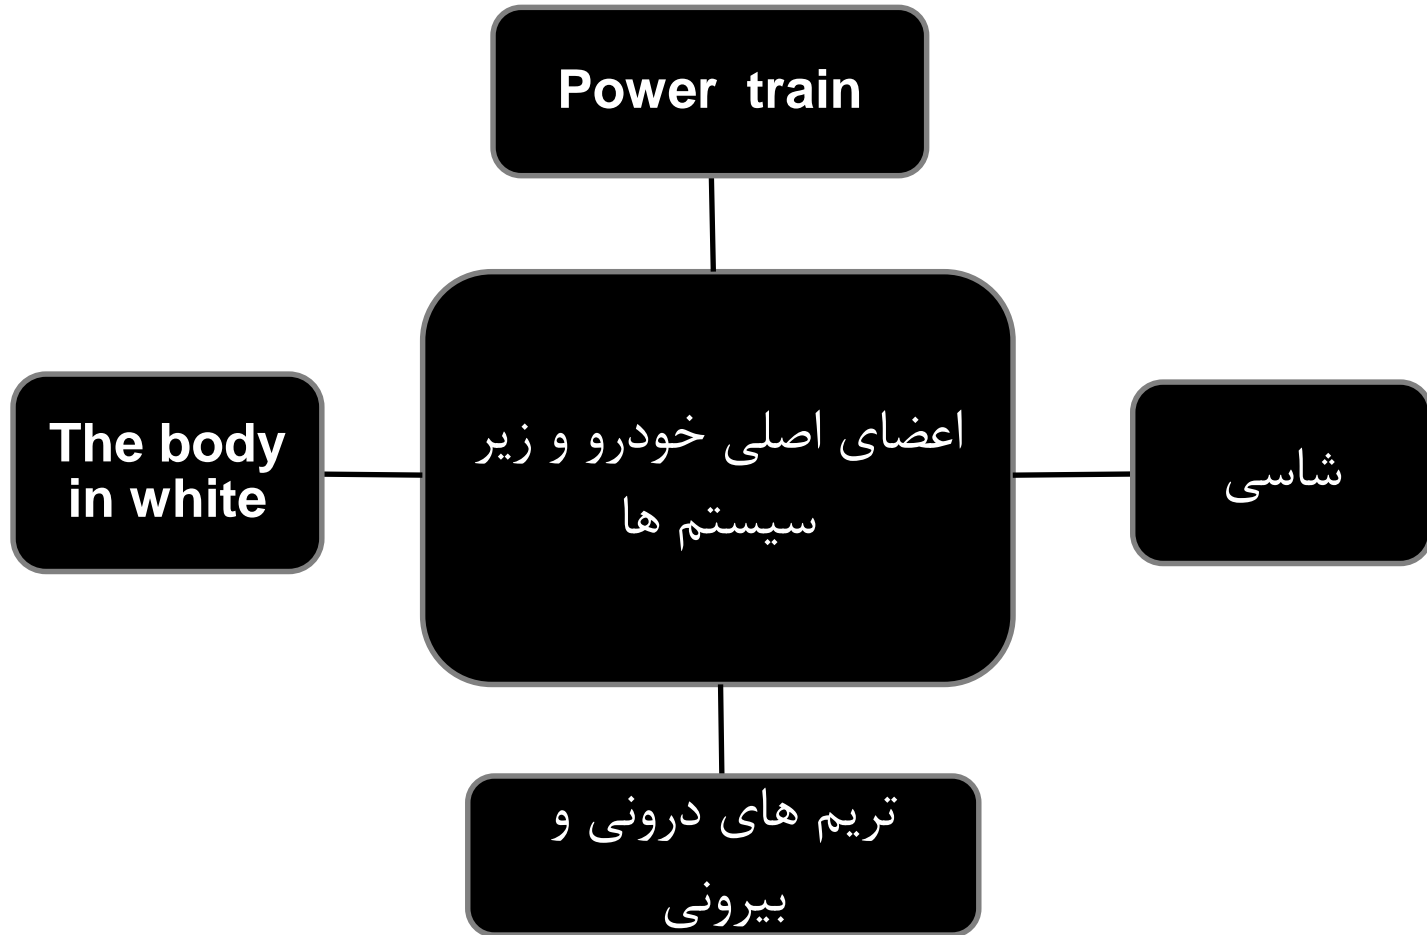 Power train
The body
in white
اعضای اصلی خودرو و زیر
سیستم ها
شاسی
تریم های درونی و
بیرونی